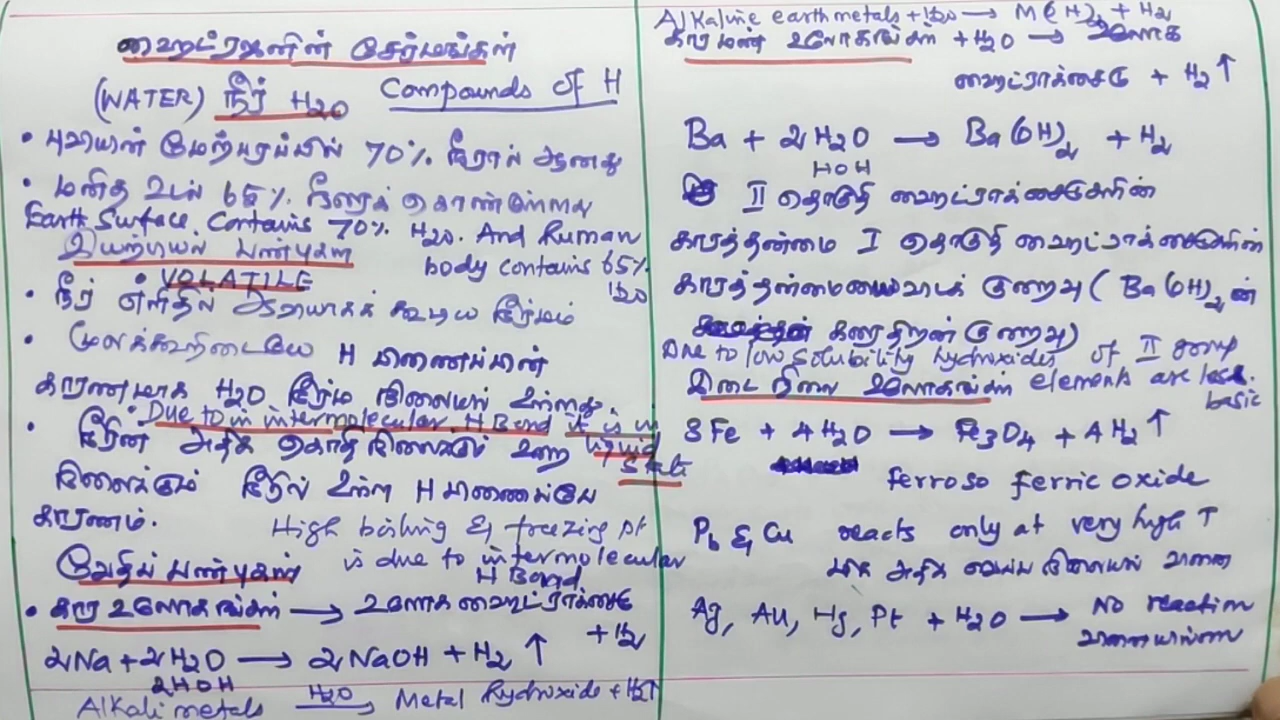 ஹைட்ரஜனின் சேர்மங்கள்
(WATER) நீர் H2O Compounds of H
• புவியின் மேற்பரப்பில் 70% நீரால் ஆனது
• மனித உடல் 65% நீரைக் கொண்டுள்ளது
Earth Surface Contains 70% H2O. And human
body contains 65%
H2O
இயற்பியல் பண்புகள்
• VOLATILE
• நீர் எளிதில் ஆவியாகக் கூடிய சேர்மம்
• மூலக்கூறிடையே H பிணைப்பின்
காரணமாக H2O நீர்ம நிலையில் உள்ளது
• Due to in intermolecular H Bond it is in
liquid
State
• நீரின் அதிக கொதிநிலைக்கும் உறை
நிலைக்கும் நீரில் உள்ள H பிணைப்பே
காரணம்.
High boiling & freezing pt
is due to intermolecular
H Bond
வேதிப் பண்புகள்
• கார உலோகங்கள் → உலோக ஹைட்ராக்சைடு
+ H2
2Na + 2H2O → 2NaOH + H2 ↑
2HOH
Alkali metals H2O → Metal hydroxide + H2↑
Alkaline earth metals + H2O → M(H)2 + H2
காரமண் உலோகங்கள் + H2O → உலோக
ஹைட்ராக்சைடு + H2 ↑
Ba + 2H2O → Ba(OH)2 + H2
HOH
II தொகுதி ஹைட்ராக்சைடுகளின்
காரத்தன்மை I தொகுதி ஹைட்ராக்சைடுகளின்
காரத்தன்மையைவிடக் குறைவு ( Ba(OH)2ன்
கரைதிறன் குறைவு)
Due to low solubility hydroxides of II group
elements are less
basic
இடை நிலை உலோகங்கள்
3Fe + 4H2O → Fe3O4 + 4H2 ↑
ferroso ferric oxide
Pb & Cu reacts only at very high ↑
மிக அதிக வெப்ப நிலையில் வினை
Ag, Au, Hg, Pt + H2O → No reaction
வினையில்லை